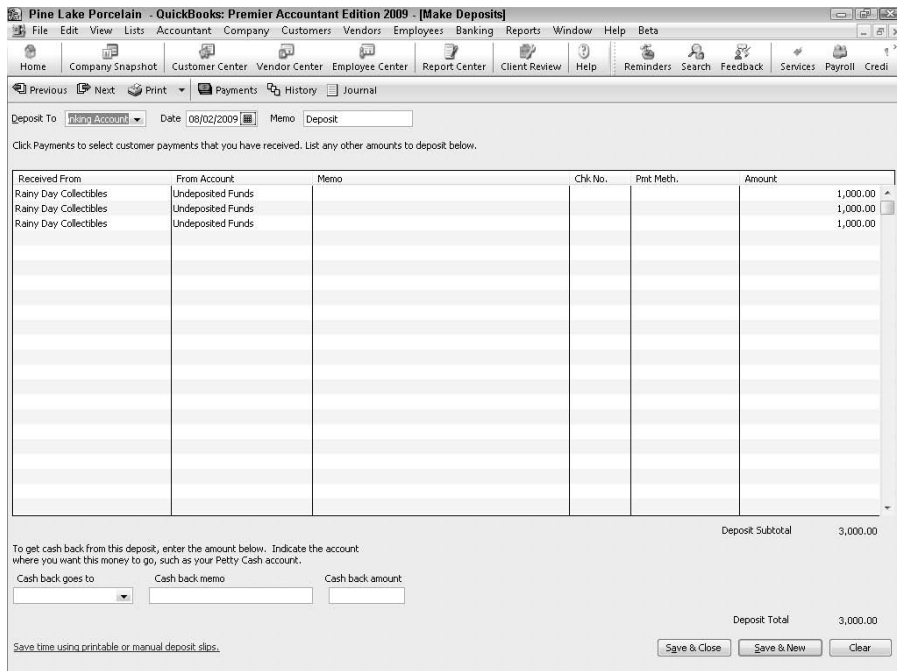 Pine Lake Porcelain - QuickBooks: Premier Accountant Edition 2009 - [Make Deposits]
File Edit View Lists Accountant Company Customers Vendors Employees Banking Reports Window Help Beta
Home Company Snapshot Customer Center Vendor Center Employee Center Report Center Client Review Help Reminders Search Feedback Services Payroll Credi
Previous Next Print Payments History Journal
Deposit To nking Account Date 08/02/2009 Memo Deposit
Click Payments to select customer payments that you have received. List any other amounts to deposit below.
Received From From Account Memo Chk No. Pmt Meth. Amount
Rainy Day Collectibles Undeposited Funds 1,000.00
Rainy Day Collectibles Undeposited Funds 1,000.00
Rainy Day Collectibles Undeposited Funds 1,000.00
Deposit Subtotal 3,000.00
To get cash back from this deposit, enter the amount below. Indicate the account
where you want this money to go, such as your Petty Cash account.
Cash back goes to Cash back memo Cash back amount
Deposit Total 3,000.00
Save time using printable or manual deposit slips. Save & Close Save & New Clear